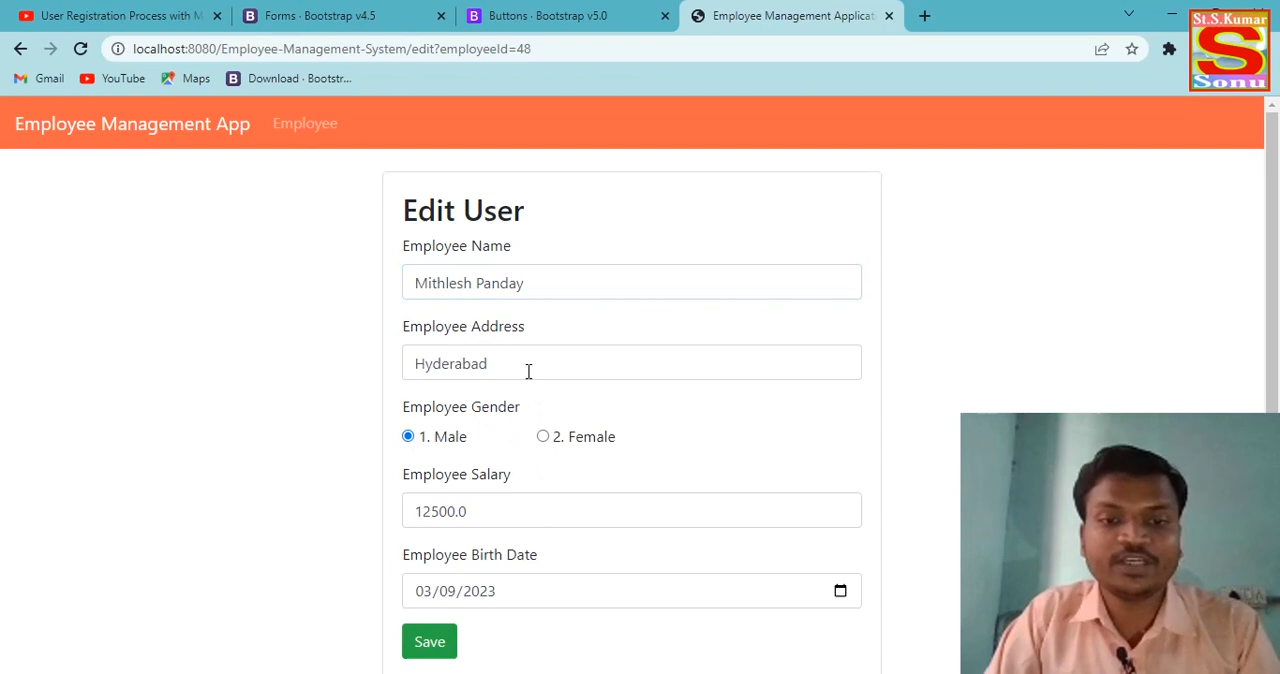 User Registration Process with M
Forms · Bootstrap v4.5
Buttons · Bootstrap v5.0
Employee Management Applicat
localhost:8080/Employee-Management-System/edit?employeeId=48
Gmail
YouTube
Maps
Download · Bootstr...
St.S.Kumar
S
Sonu
Employee Management App
Employee
Edit User
Employee Name
Mithlesh Panday
Employee Address
Hyderabad
Employee Gender
1. Male
2. Female
Employee Salary
12500.0
Employee Birth Date
03/09/2023
Save